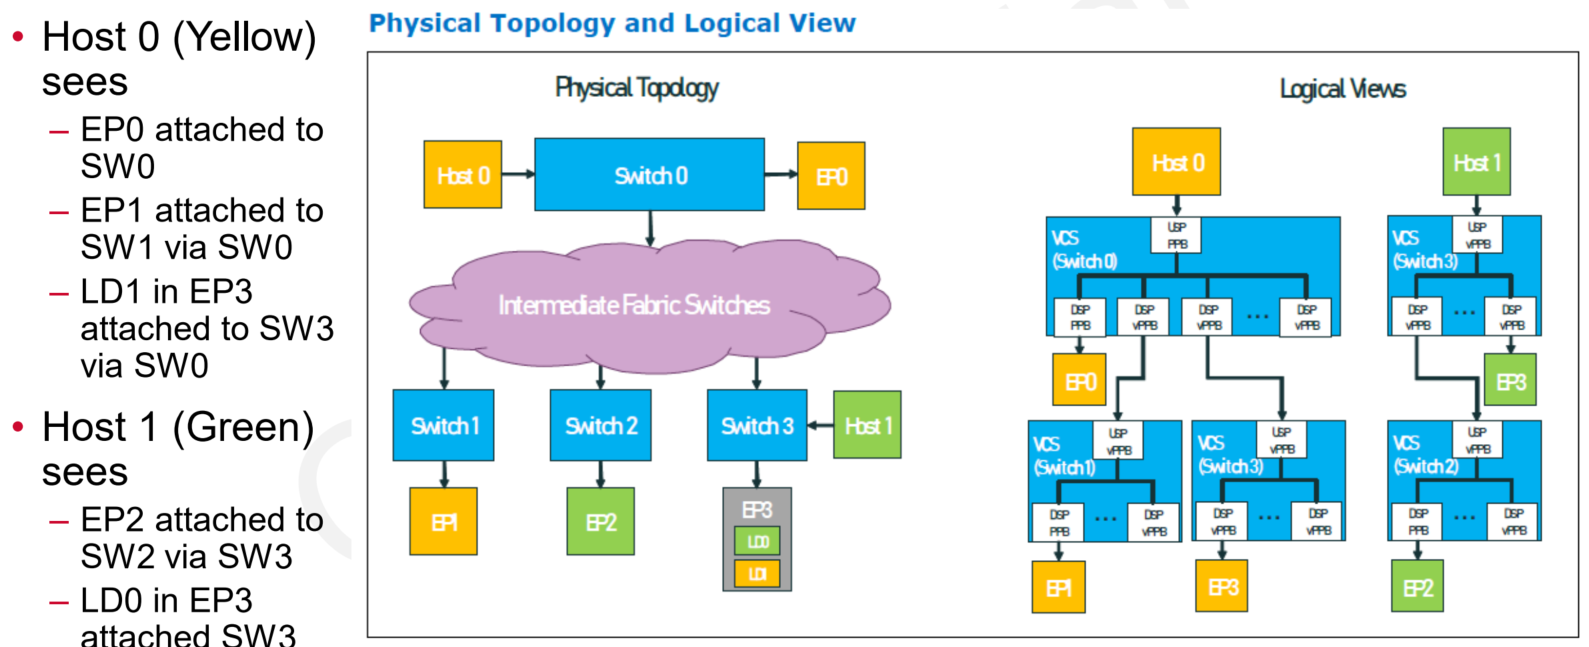 • Host 0 (Yellow)
sees
– EP0 attached to
SW0
– EP1 attached to
SW1 via SW0
– LD1 in EP3
attached to SW3
via SW0
• Host 1 (Green)
sees
– EP2 attached to
SW2 via SW3
– LD0 in EP3
attached SW3
Physical Topology and Logical View
Physical Topology
Host 0
Switch 0
EP0
Intermediate Fabric Switches
Switch 1
Switch 2
Switch 3
Host 1
EP1
EP2
EP3
LD0
LD1
Logical Views
Host 0
Host 1
VCS
(Switch 0)
USP
PPB
DSP
PPB
DSP
vPPB
DSP
vPPB
...
DSP
vPPB
VCS
(Switch 3)
USP
vPPB
DSP
vPPB
...
DSP
vPPB
EP0
EP3
VCS
(Switch 1)
USP
vPPB
DSP
PPB
...
DSP
vPPB
VCS
(Switch 3)
USP
vPPB
DSP
vPPB
...
DSP
vPPB
VCS
(Switch 2)
USP
vPPB
DSP
PPB
...
DSP
vPPB
EP1
EP3
EP2